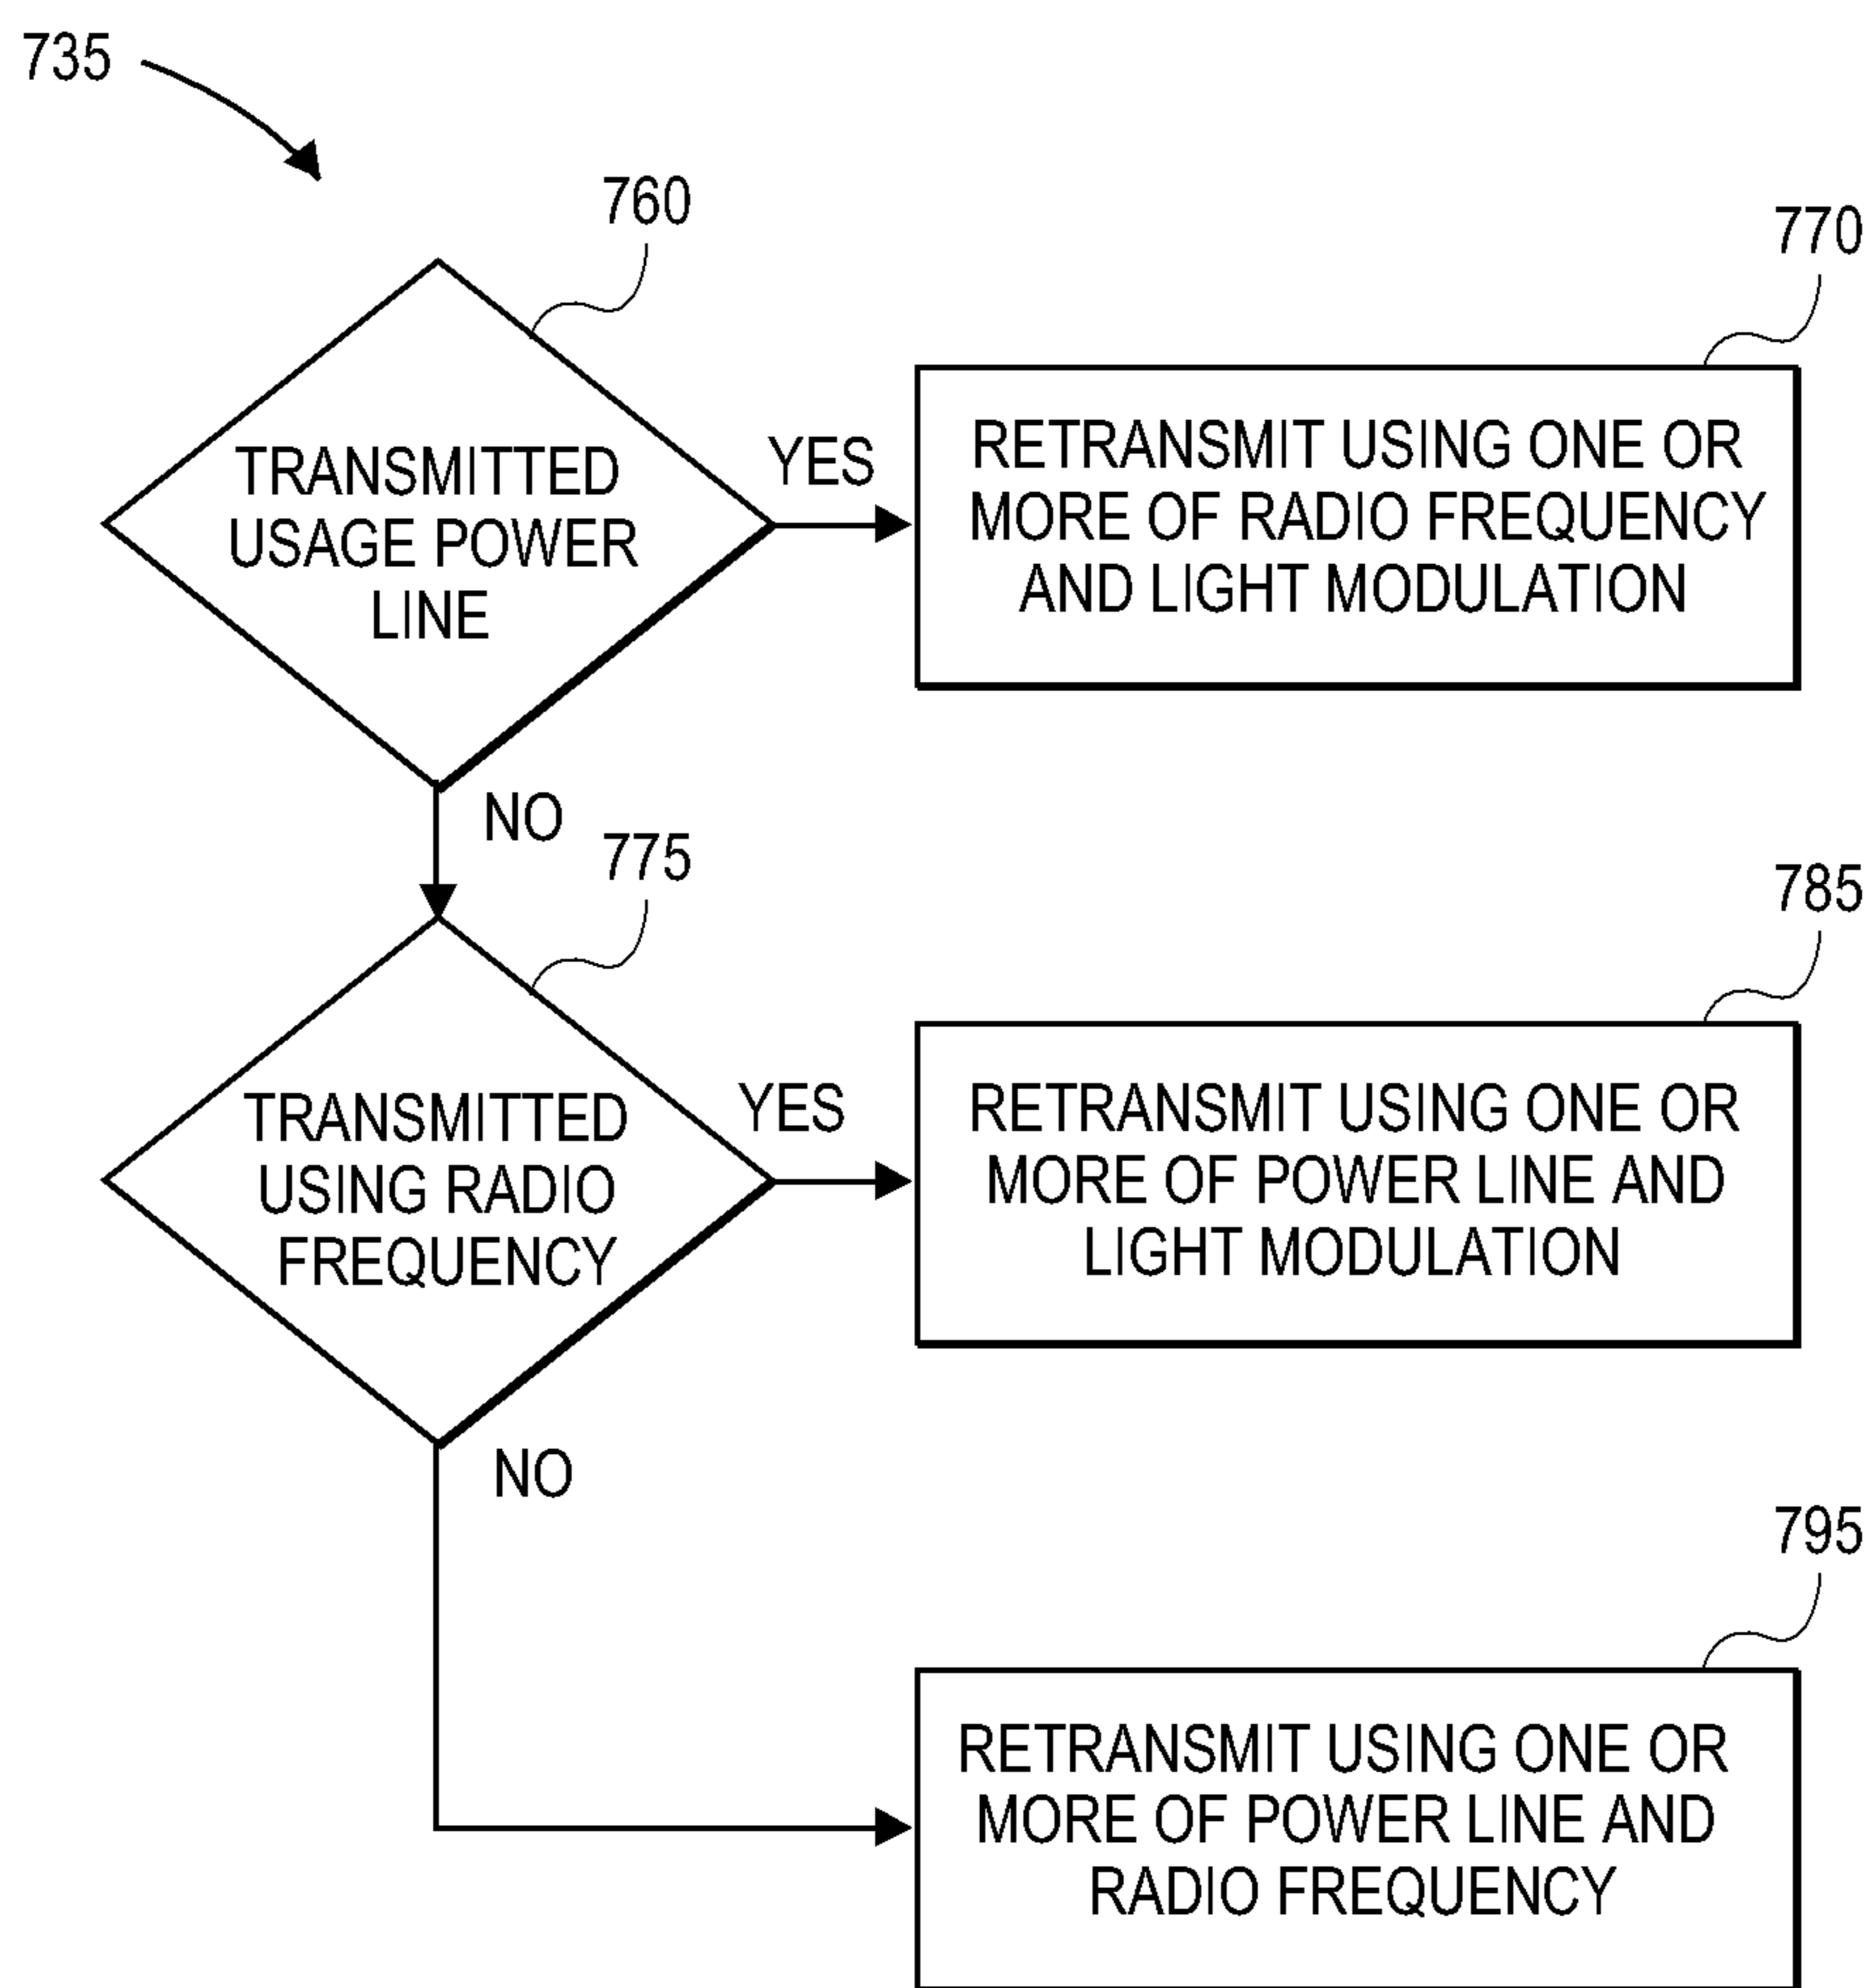 735
760
770
TRANSMITTED
USAGE POWER
LINE
YES
RETRANSMIT USING ONE OR
MORE OF RADIO FREQUENCY
AND LIGHT MODULATION
NO
775
785
TRANSMITTED
USING RADIO
FREQUENCY
YES
RETRANSMIT USING ONE OR
MORE OF POWER LINE AND
LIGHT MODULATION
NO
795
RETRANSMIT USING ONE OR
MORE OF POWER LINE AND
RADIO FREQUENCY